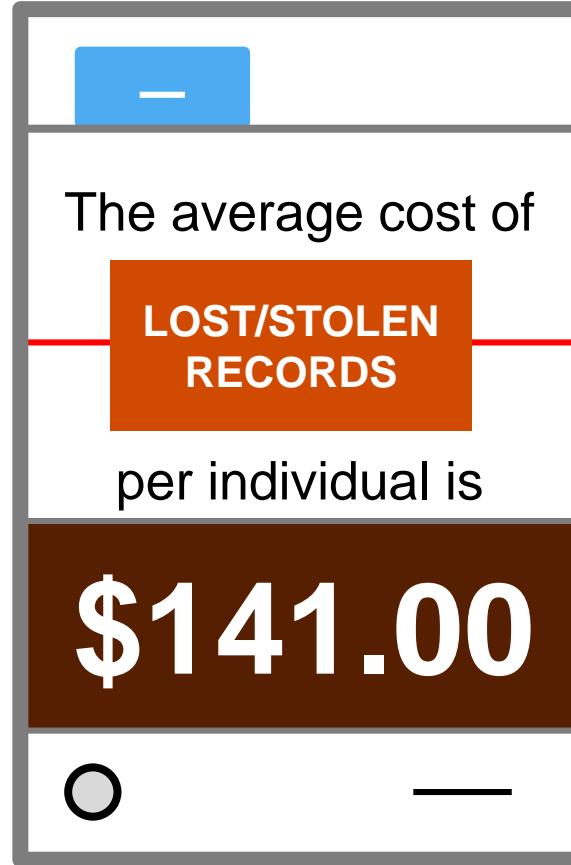 The average cost of
LOST/STOLEN
RECORDS
per individual is
$141.00